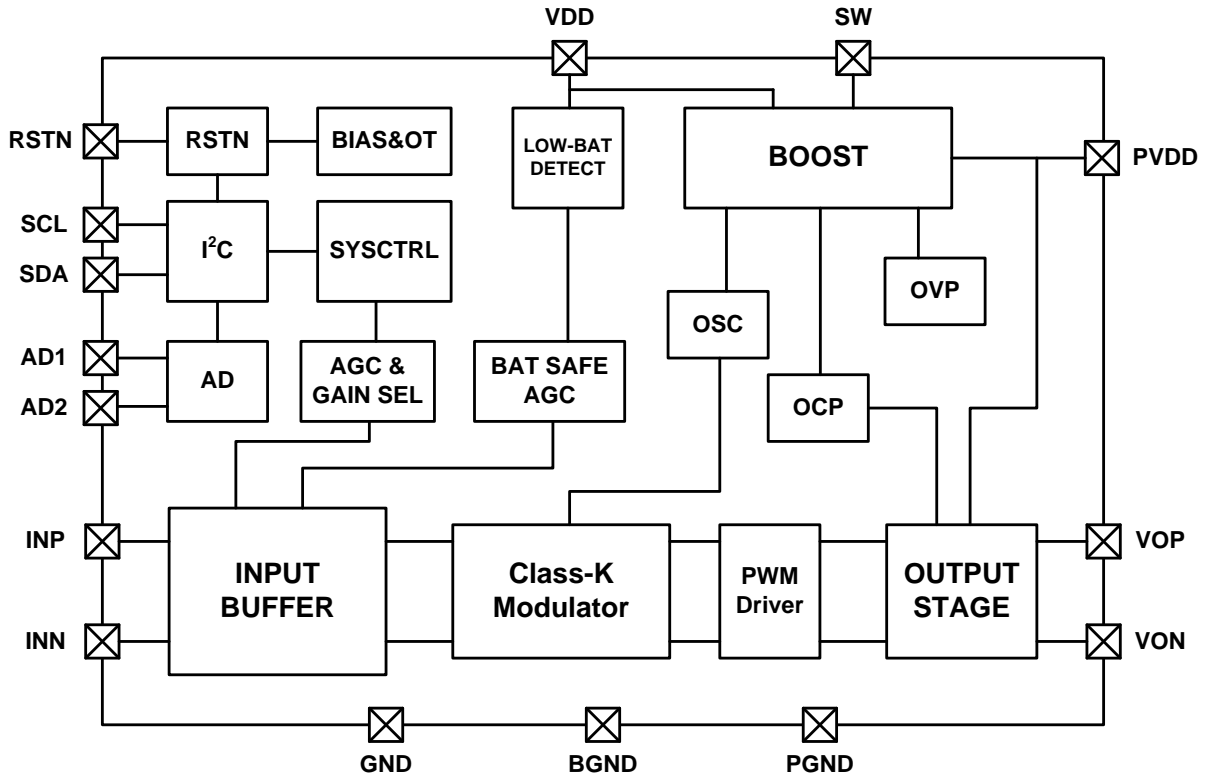 VDD
SW
RSTN
RSTN
BIAS&OT
LOW-BAT
DETECT
BOOST
PVDD
SCL
SDA
I²C
SYSCTRL
OVP
OSC
AD1
AD2
AD
AGC &
GAIN SEL
BAT SAFE
AGC
OCP
INP
INN
INPUT
BUFFER
Class-K
Modulator
PWM
Driver
OUTPUT
STAGE
VOP
VON
GND
BGND
PGND